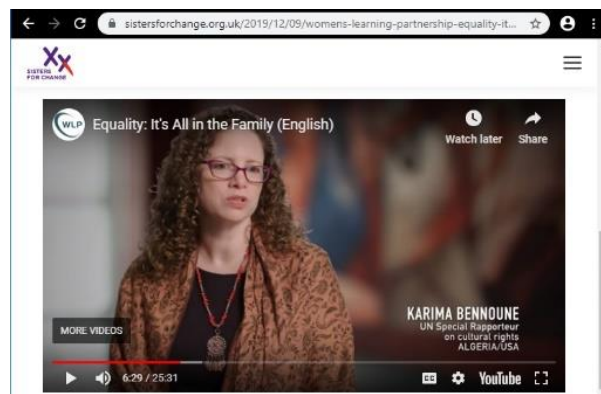 sistersforchange.org.uk/2019/12/09/womens-learning-partnership-equality-it...
XX
SISTERS
FOR CHANGE
WLP
Equality: It's All in the Family (English)
Watch later
Share
KARIMA BENNOUNE
UN Special Rapporteur
on cultural rights
ALGERIA/USA
MORE VIDEOS
6:29 / 25:31
CC
YouTube